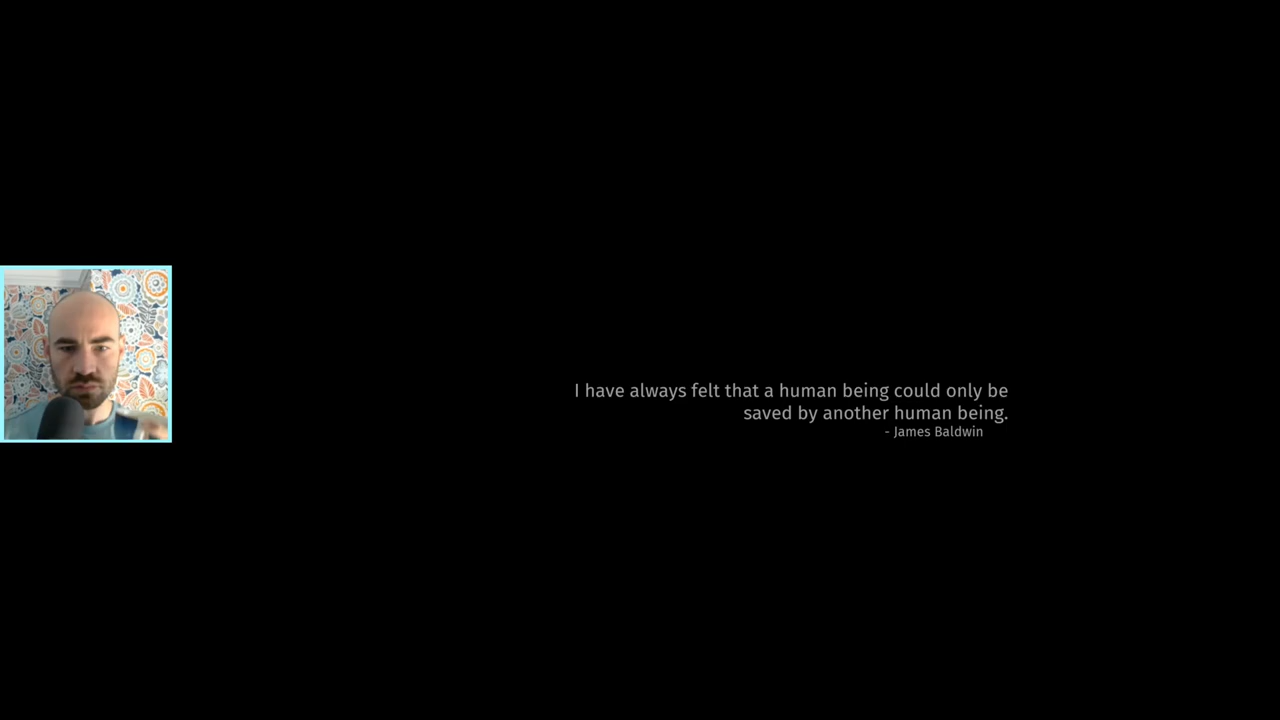 I have always felt that a human being could only be
saved by another human being.
- James Baldwin